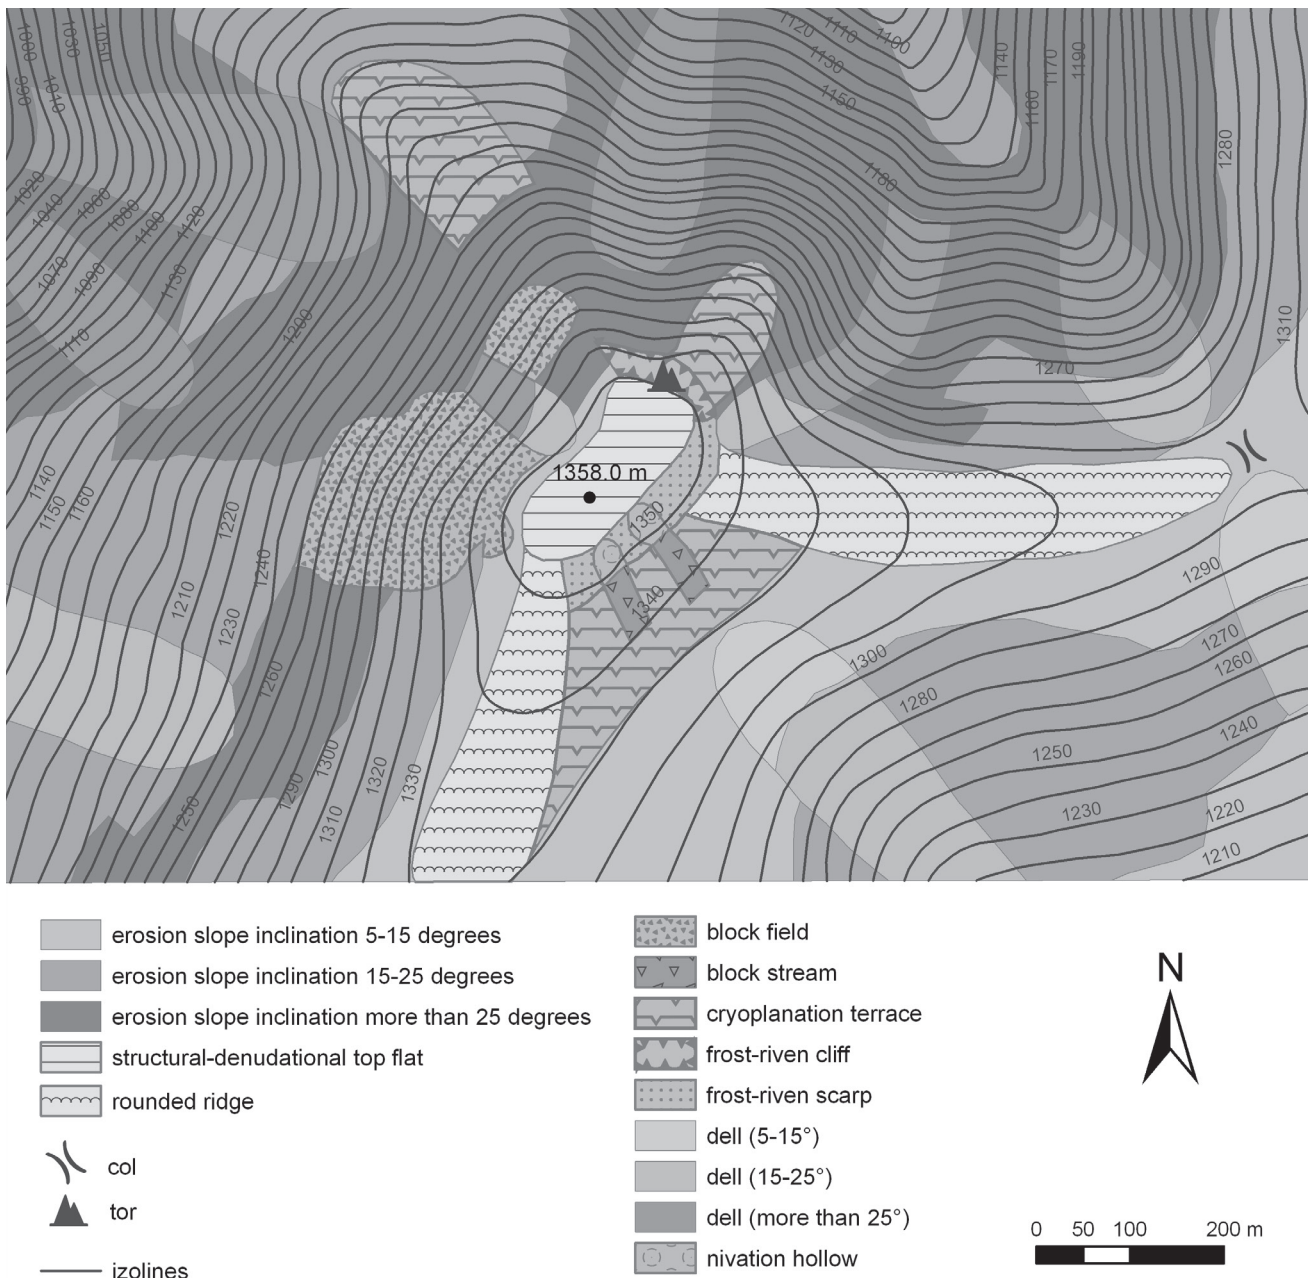 1000
1030
1050
990
1010
1120
1110
1100
1130
1150
1140
1170
1190
1160
1280
1180
1020
1040
1060
1080
1100
1120
1070
1090
1130
1110
1200
1310
1270
1358.0 m
1140
1150
1160
1220
1240
1210
1230
1350
1340
1290
1300
1270
1260
1280
1260
1240
1250
1300
1320
1330
1290
1310
1250
1230
1220
1210
erosion slope inclination 5-15 degrees
erosion slope inclination 15-25 degrees
erosion slope inclination more than 25 degrees
structural-denudational top flat
rounded ridge
col
tor
izolines
block field
block stream
cryoplanation terrace
frost-riven cliff
frost-riven scarp
dell (5-15°)
dell (15-25°)
dell (more than 25°)
nivation hollow
N
0 50 100 200 m